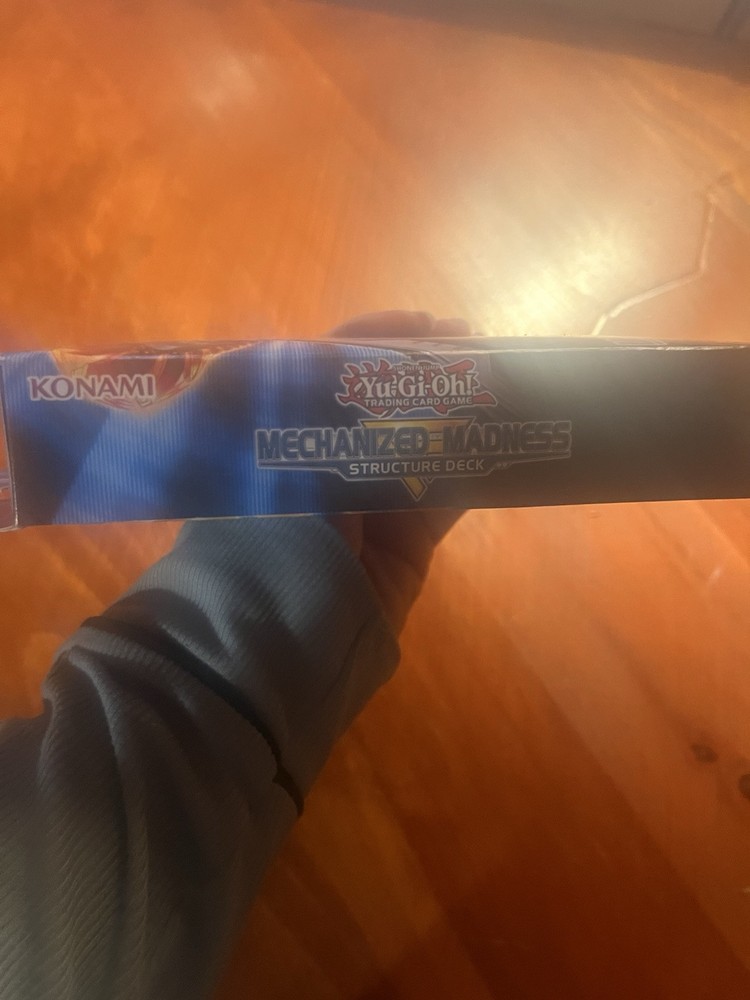 KONAMI
Yu-Gi-Oh!
TRADING CARD GAME
MECHANIZED MADNESS
STRUCTURE DECK